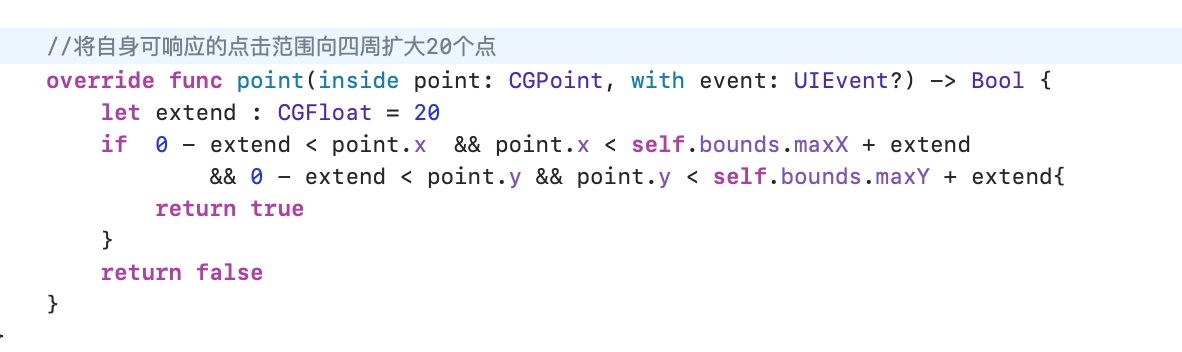 //将自身可响应的点击范围向四周扩大20个点
override func point(inside point: CGPoint, with event: UIEvent?) -> Bool {
let extend : CGFloat = 20
if  0 - extend < point.x  && point.x < self.bounds.maxX + extend
&& 0 - extend < point.y && point.y < self.bounds.maxY + extend{
return true
}
return false
}